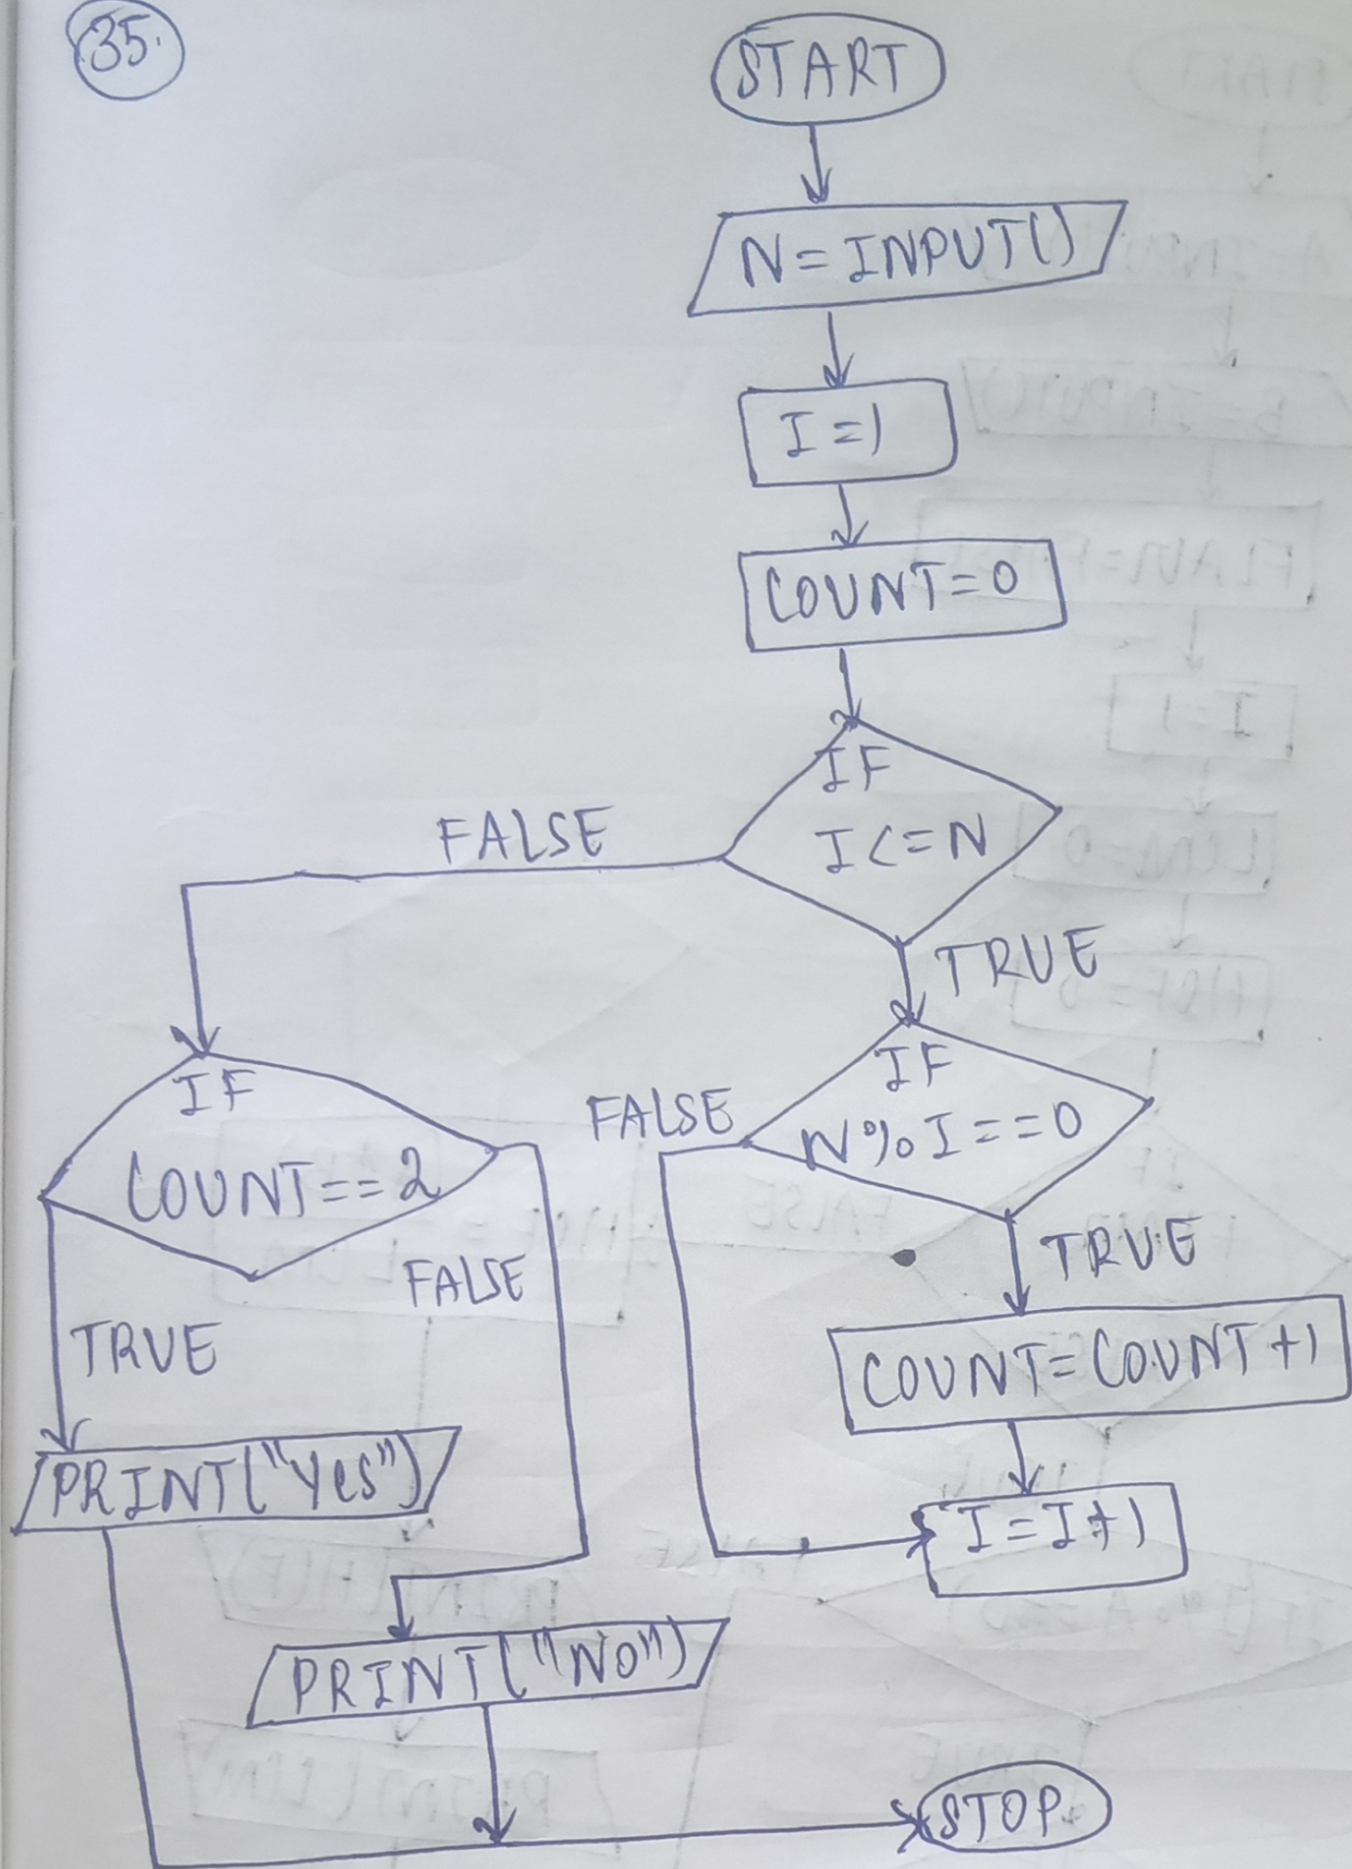 35.
START
N=INPUT()
I=1
COUNT=0
IF
I<=N
FALSE
TRUE
IF
N%I==0
FALSE
TRUE
COUNT=COUNT+1
I=I+1
IF
COUNT==2
FALSE
TRUE
PRINT("Yes")
PRINT("No")
STOP